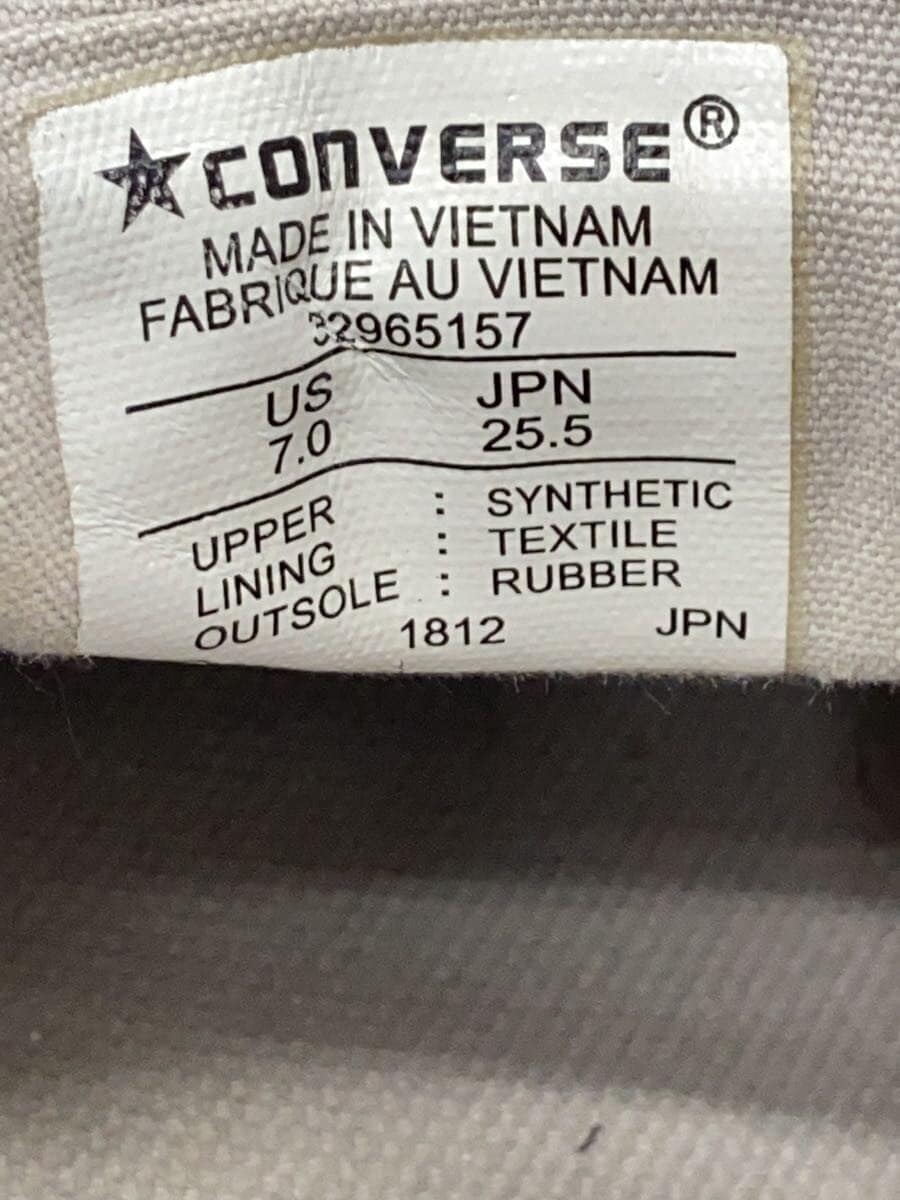 CONVERSE®
MADE IN VIETNAM
FABRIQUE AU VIETNAM
32965157
US JPN
7.0 25.5
UPPER : SYNTHETIC
LINING : TEXTILE
OUTSOLE : RUBBER
1812 JPN